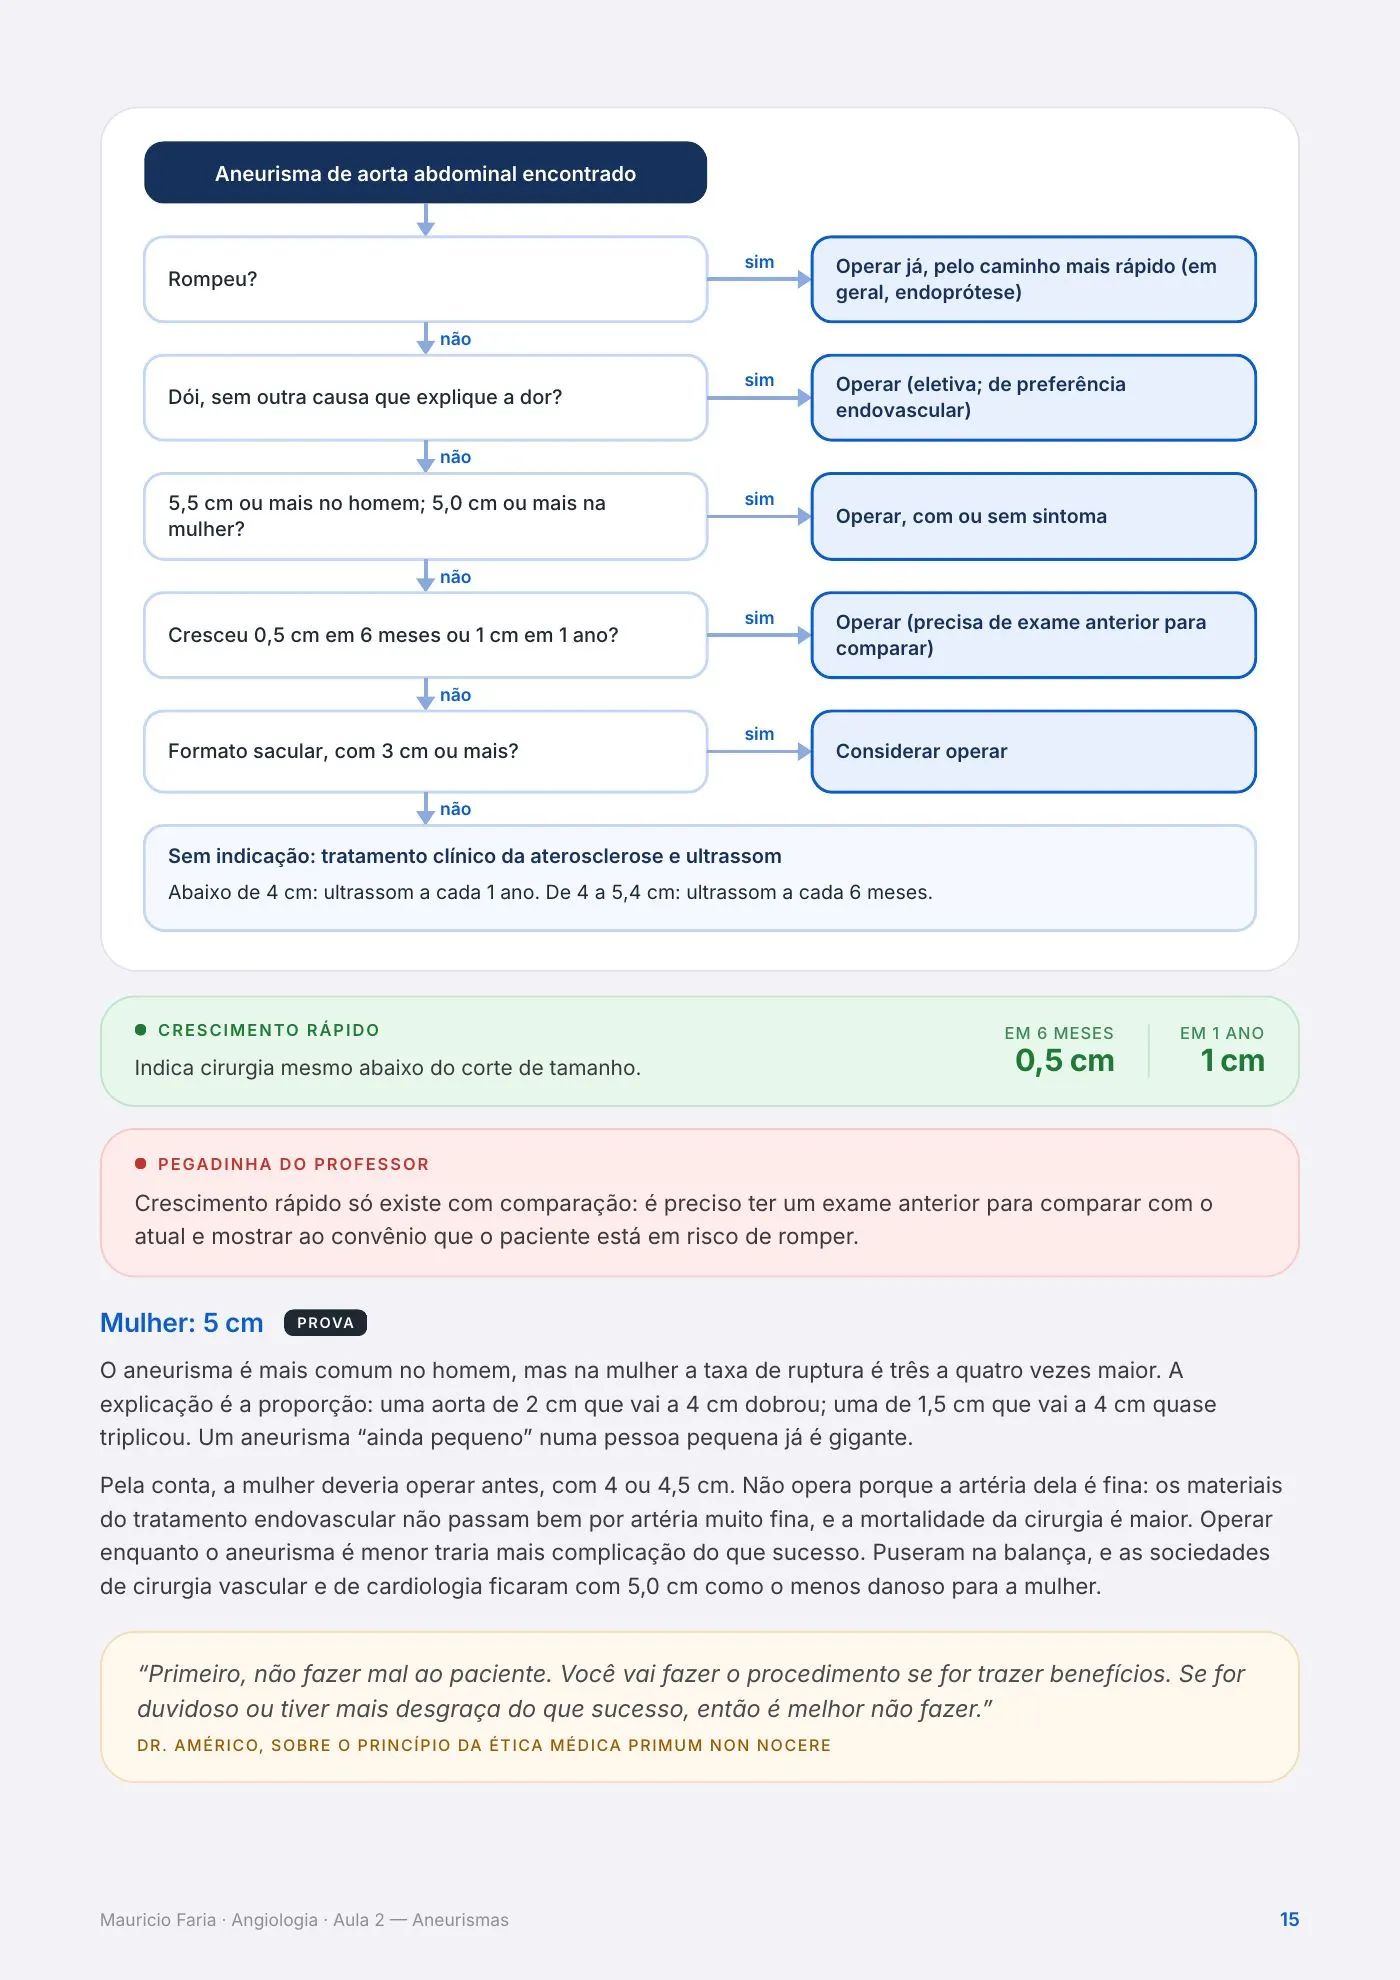 Aneurisma de aorta abdominal encontrado
Rompeu?
sim
Operar já, pelo caminho mais rápido (em
geral, endoprótese)
não
Dói, sem outra causa que explique a dor?
sim
Operar (eletiva; de preferência
endovascular)
não
5,5 cm ou mais no homem; 5,0 cm ou mais na
mulher?
sim
Operar, com ou sem sintoma
não
Cresceu 0,5 cm em 6 meses ou 1 cm em 1 ano?
sim
Operar (precisa de exame anterior para
comparar)
não
Formato sacular, com 3 cm ou mais?
sim
Considerar operar
não
Sem indicação: tratamento clínico da aterosclerose e ultrassom
Abaixo de 4 cm: ultrassom a cada 1 ano. De 4 a 5,4 cm: ultrassom a cada 6 meses.
CRESCIMENTO RÁPIDO
Indica cirurgia mesmo abaixo do corte de tamanho.
EM 6 MESES
0,5 cm
EM 1 ANO
1 cm
PEGADINHA DO PROFESSOR
Crescimento rápido só existe com comparação: é preciso ter um exame anterior para comparar com o
atual e mostrar ao convênio que o paciente está em risco de romper.
Mulher: 5 cm PROVA
O aneurisma é mais comum no homem, mas na mulher a taxa de ruptura é três a quatro vezes maior. A
explicação é a proporção: uma aorta de 2 cm que vai a 4 cm dobrou; uma de 1,5 cm que vai a 4 cm quase
triplicou. Um aneurisma “ainda pequeno” numa pessoa pequena já é gigante.
Pela conta, a mulher deveria operar antes, com 4 ou 4,5 cm. Não opera porque a artéria dela é fina: os materiais
do tratamento endovascular não passam bem por artéria muito fina, e a mortalidade da cirurgia é maior. Operar
enquanto o aneurisma é menor traria mais complicação do que sucesso. Puseram na balança, e as sociedades
de cirurgia vascular e de cardiologia ficaram com 5,0 cm como o menos danoso para a mulher.
“Primeiro, não fazer mal ao paciente. Você vai fazer o procedimento se for trazer benefícios. Se for
duvidoso ou tiver mais desgraça do que sucesso, então é melhor não fazer.”
DR. AMÉRICO, SOBRE O PRINCÍPIO DA ÉTICA MÉDICA PRIMUM NON NOCERE
Mauricio Faria · Angiologia · Aula 2 — Aneurismas
15